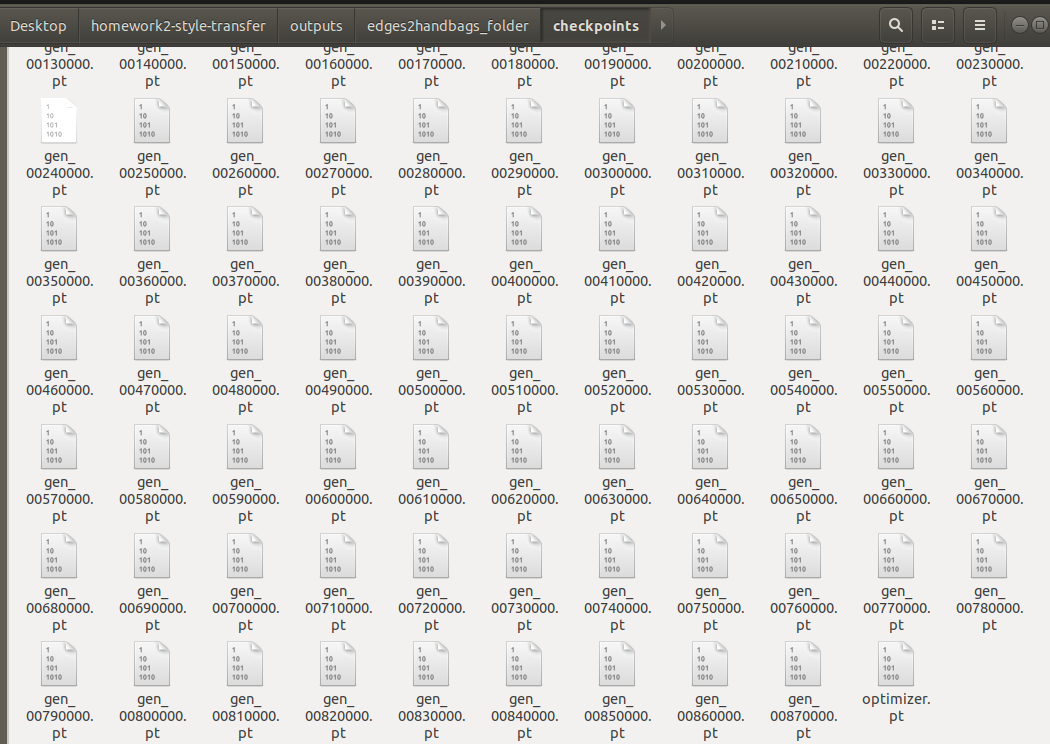 Desktop homework2-style-transfer outputs edges2handbags_folder checkpoints
gen_ gen_ gen_ gen_ gen_ gen_ gen_ gen_ gen_ gen_ gen_
00130000. 00140000. 00150000. 00160000. 00170000. 00180000. 00190000. 00200000. 00210000. 00220000. 00230000.
pt pt pt pt pt pt pt pt pt pt pt
gen_ gen_ gen_ gen_ gen_ gen_ gen_ gen_ gen_ gen_ gen_
00240000. 00250000. 00260000. 00270000. 00280000. 00290000. 00300000. 00310000. 00320000. 00330000. 00340000.
pt pt pt pt pt pt pt pt pt pt pt
gen_ gen_ gen_ gen_ gen_ gen_ gen_ gen_ gen_ gen_ gen_
00350000. 00360000. 00370000. 00380000. 00390000. 00400000. 00410000. 00420000. 00430000. 00440000. 00450000.
pt pt pt pt pt pt pt pt pt pt pt
gen_ gen_ gen_ gen_ gen_ gen_ gen_ gen_ gen_ gen_ gen_
00460000. 00470000. 00480000. 00490000. 00500000. 00510000. 00520000. 00530000. 00540000. 00550000. 00560000.
pt pt pt pt pt pt pt pt pt pt pt
gen_ gen_ gen_ gen_ gen_ gen_ gen_ gen_ gen_ gen_ gen_
00570000. 00580000. 00590000. 00600000. 00610000. 00620000. 00630000. 00640000. 00650000. 00660000. 00670000.
pt pt pt pt pt pt pt pt pt pt pt
gen_ gen_ gen_ gen_ gen_ gen_ gen_ gen_ gen_ gen_ gen_
00680000. 00690000. 00700000. 00710000. 00720000. 00730000. 00740000. 00750000. 00760000. 00770000. 00780000.
pt pt pt pt pt pt pt pt pt pt pt
gen_ gen_ gen_ gen_ gen_ gen_ gen_ gen_ gen_ optimizer.
00790000. 00800000. 00810000. 00820000. 00830000. 00840000. 00850000. 00860000. 00870000. pt
pt pt pt pt pt pt pt pt pt